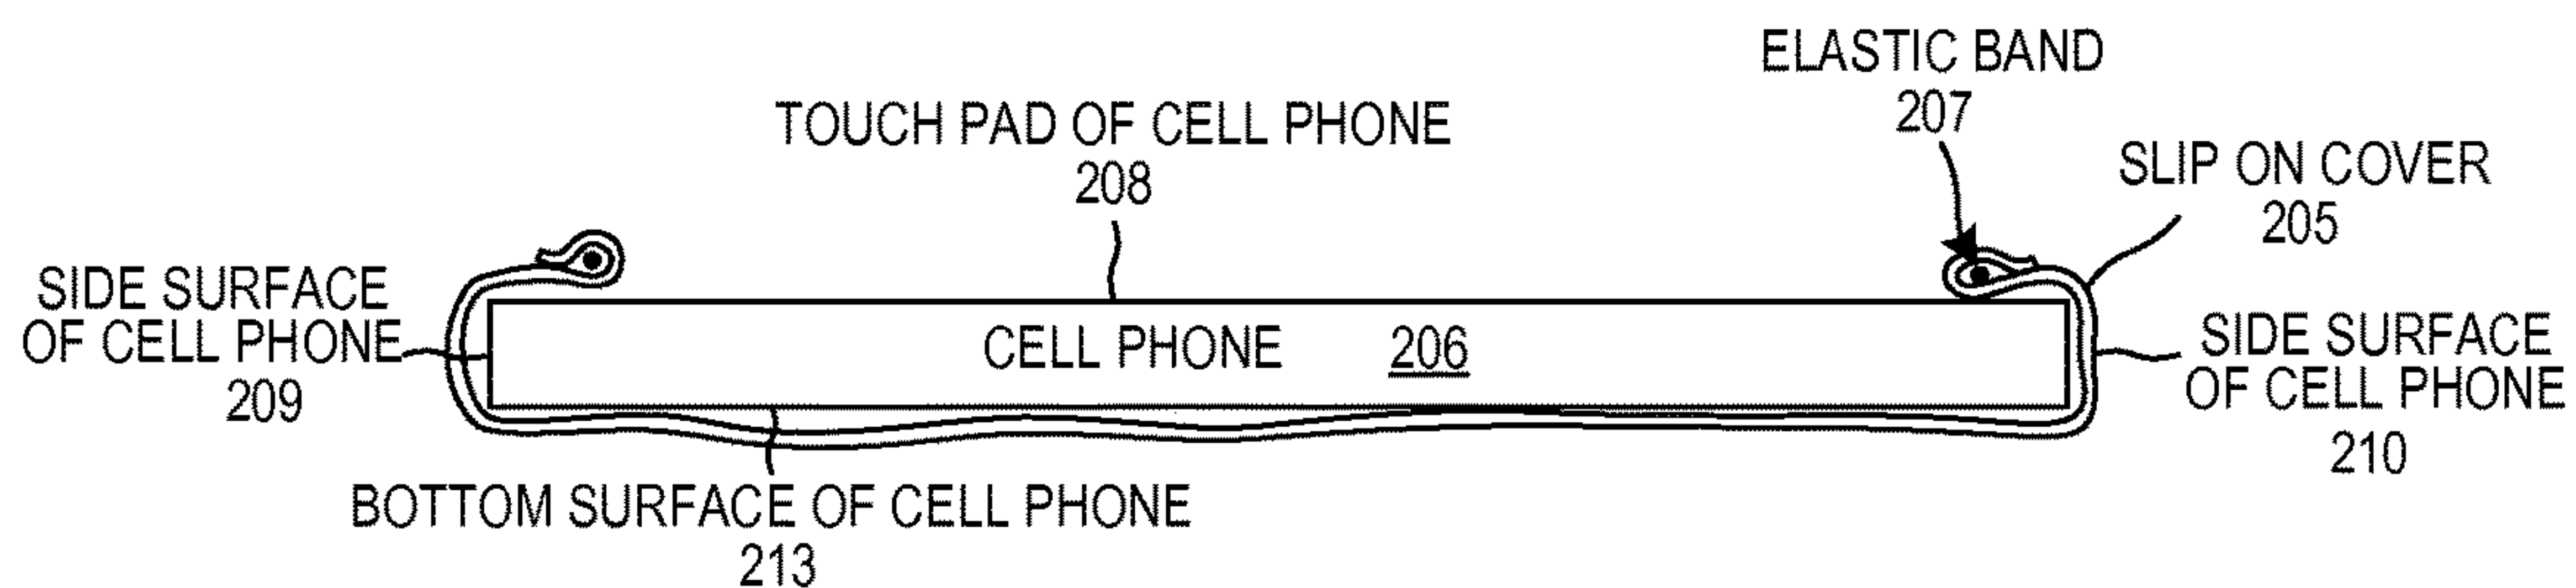 ELASTIC BAND
207
TOUCH PAD OF CELL PHONE
208
SLIP ON COVER
205
SIDE SURFACE
OF CELL PHONE
209
CELL PHONE 206
SIDE SURFACE
OF CELL PHONE
210
BOTTOM SURFACE OF CELL PHONE
213